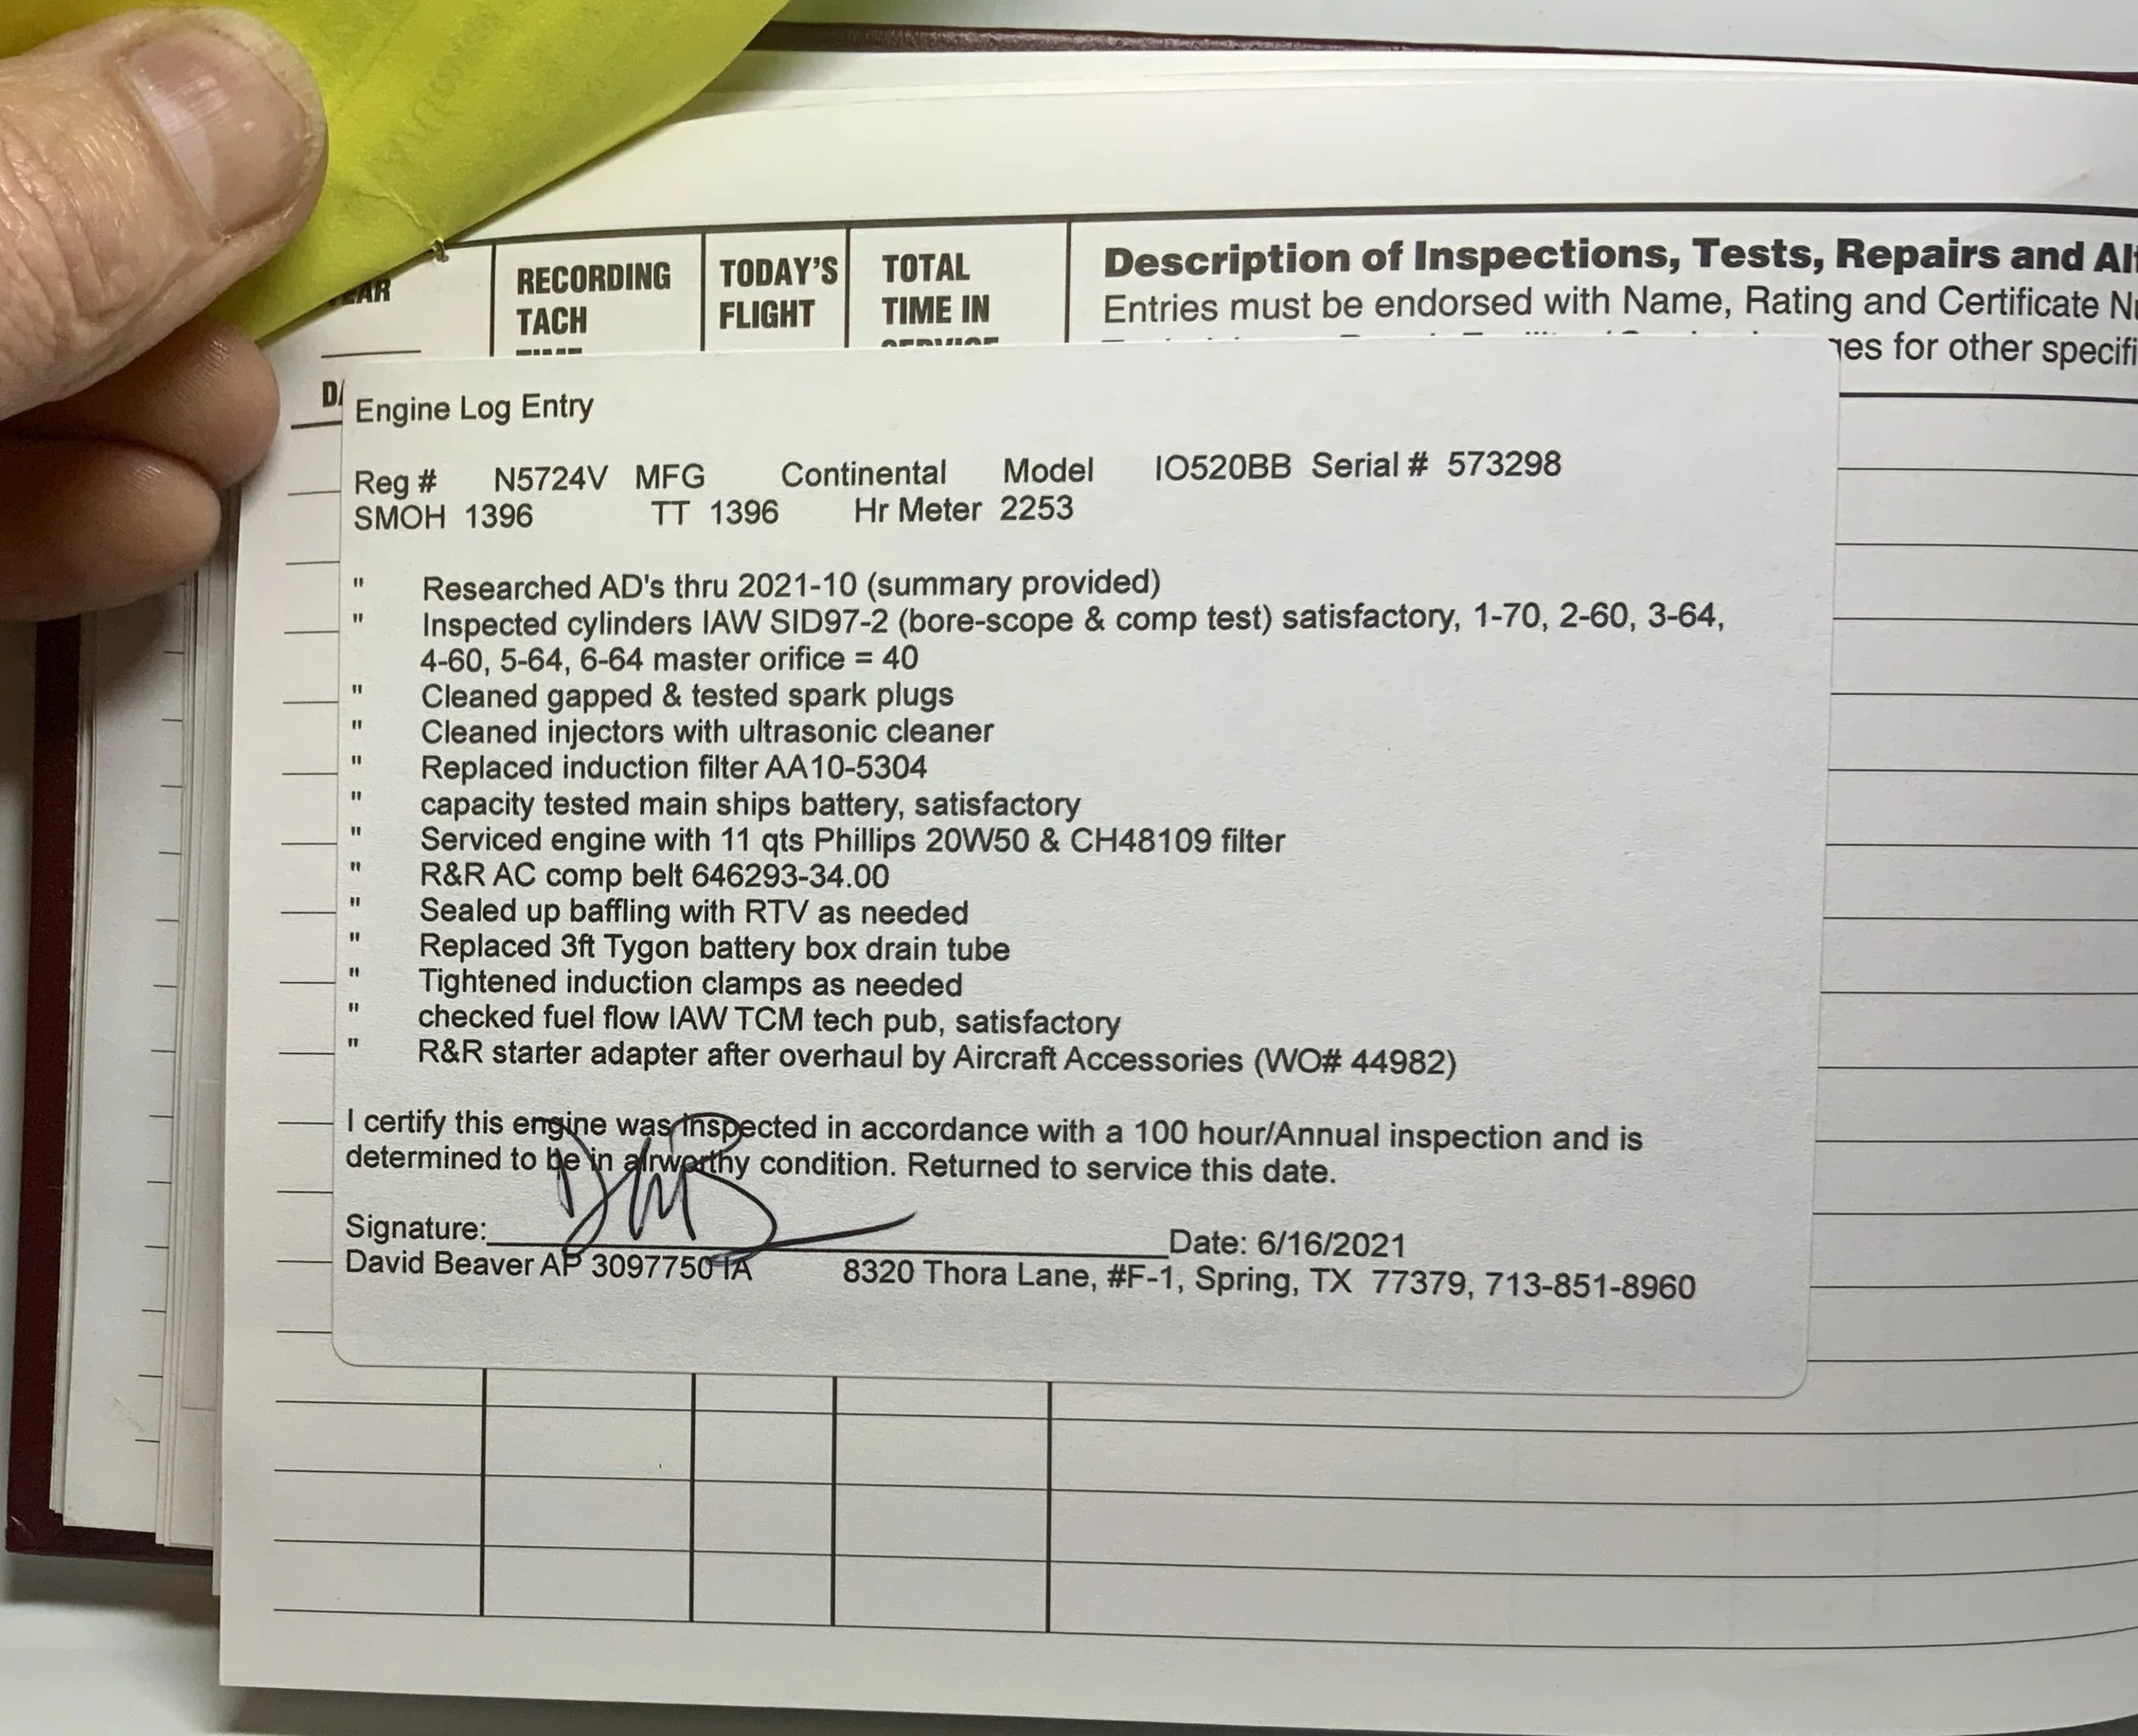 EAR
RECORDING
TACH
TODAY'S
FLIGHT
TOTAL
TIME IN
SERVICE
Description of Inspections, Tests, Repairs and Alt
Entries must be endorsed with Name, Rating and Certificate Nu
ges for other specifi
DA
Engine Log Entry
Reg # N5724V MFG Continental Model IO520BB Serial # 573298
SMOH 1396 TT 1396 Hr Meter 2253
" Researched AD's thru 2021-10 (summary provided)
" Inspected cylinders IAW SID97-2 (bore-scope & comp test) satisfactory, 1-70, 2-60, 3-64,
4-60, 5-64, 6-64 master orifice = 40
" Cleaned gapped & tested spark plugs
" Cleaned injectors with ultrasonic cleaner
" Replaced induction filter AA10-5304
" capacity tested main ships battery, satisfactory
" Serviced engine with 11 qts Phillips 20W50 & CH48109 filter
" R&R AC comp belt 646293-34.00
" Sealed up baffling with RTV as needed
" Replaced 3ft Tygon battery box drain tube
" Tightened induction clamps as needed
" checked fuel flow IAW TCM tech pub, satisfactory
" R&R starter adapter after overhaul by Aircraft Accessories (WO# 44982)
I certify this engine was inspected in accordance with a 100 hour/Annual inspection and is
determined to be in airworthy condition. Returned to service this date.
Signature: Date: 6/16/2021
David Beaver AP 3097750 IA 8320 Thora Lane, #F-1, Spring, TX 77379, 713-851-8960